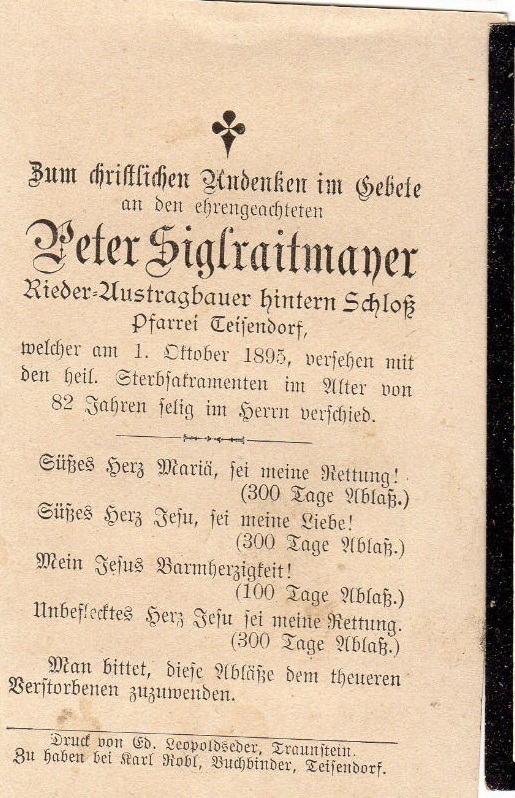 Zum christlichen Andenken im Gebete
an den ehrengeachteten
Peter Siglraitmayer
Rieder-Austragbauer hintern Schloß
Pfarrei Teisendorf,
welcher am 1. Oktober 1895, versehen mit
den heil. Sterbsakramenten im Alter von
82 Jahren selig im Herrn verschied.
Süßes Herz Mariä, sei meine Rettung!
(300 Tage Ablaß.)
Süßes Herz Jesu, sei meine Liebe!
(300 Tage Ablaß.)
Mein Jesus Barmherzigkeit!
(100 Tage Ablaß.)
Unbeflecktes Herz Jesu sei meine Rettung.
(300 Tage Ablaß.)
Man bittet, diese Abläße dem theueren
Verstorbenen zuzuwenden.
Druck von Ed. Leopoldseder, Traunstein.
Zu haben bei Karl Robl, Buchbinder, Teisendorf.